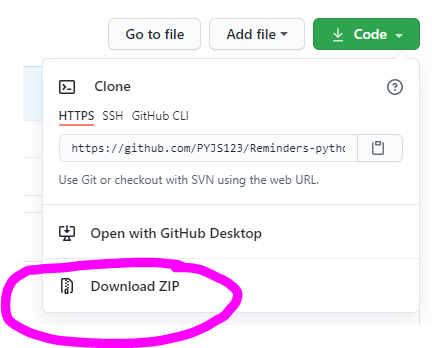 Go to file Add file Code
Clone
HTTPS SSH GitHub CLI
https://github.com/PYJS123/Reminders-pytho
Use Git or checkout with SVN using the web URL.
Open with GitHub Desktop
Download ZIP